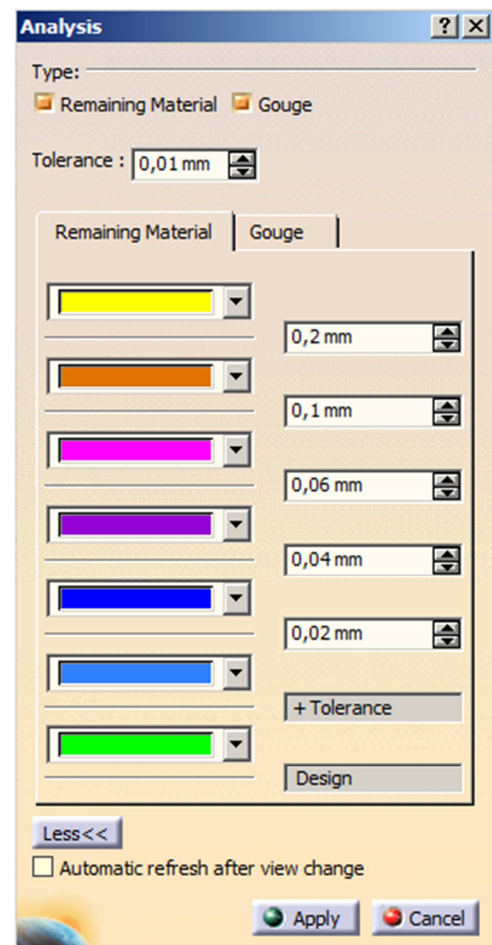 Analysis
Type:
Remaining Material Gouge
Tolerance : 0,01 mm
Remaining Material Gouge
0,2 mm
0,1 mm
0,06 mm
0,04 mm
0,02 mm
+ Tolerance
Design
Less<<
Automatic refresh after view change
Apply Cancel